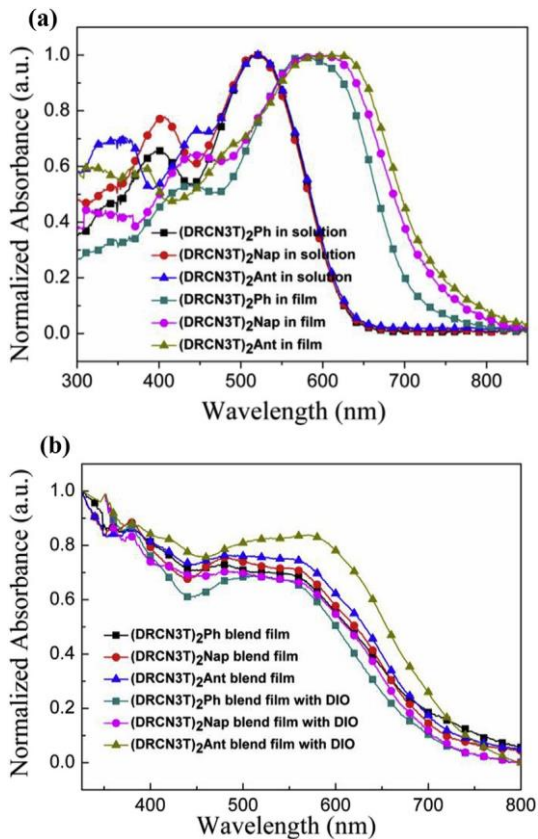 (a)
Normalized Absorbance (a.u.)
1.0
0.8
0.6
0.4
0.2
0.0
(DRCN3T)2Ph in solution
(DRCN3T)2Nap in solution
(DRCN3T)2Ant in solution
(DRCN3T)2Ph in film
(DRCN3T)2Nap in film
(DRCN3T)2Ant in film
300 400 500 600 700 800
Wavelength (nm)
(b)
Normalized Absorbance (a.u.)
1.0
0.8
0.6
0.4
0.2
0.0
(DRCN3T)2Ph blend film
(DRCN3T)2Nap blend film
(DRCN3T)2Ant blend film
(DRCN3T)2Ph blend film with DIO
(DRCN3T)2Nap blend film with DIO
(DRCN3T)2Ant blend film with DIO
400 500 600 700 800
Wavelength (nm)